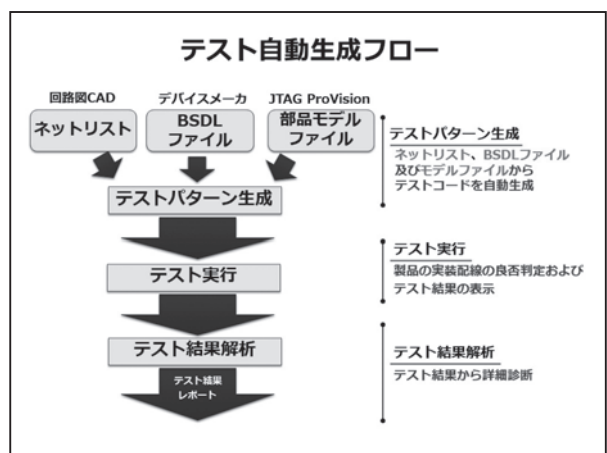 テスト自動生成フロー
回路図CAD
デバイスメーカ
JTAG ProVision
ネットリスト
BSDL
ファイル
部品モデル
ファイル
テストパターン生成
テスト実行
テスト結果解析
テスト結果
レポート
テストパターン生成
ネットリスト、BSDLファイル
及びモデルファイルから
テストコードを自動生成
テスト実行
製品の実装配線の良否判定および
テスト結果の表示
テスト結果解析
テスト結果から詳細診断